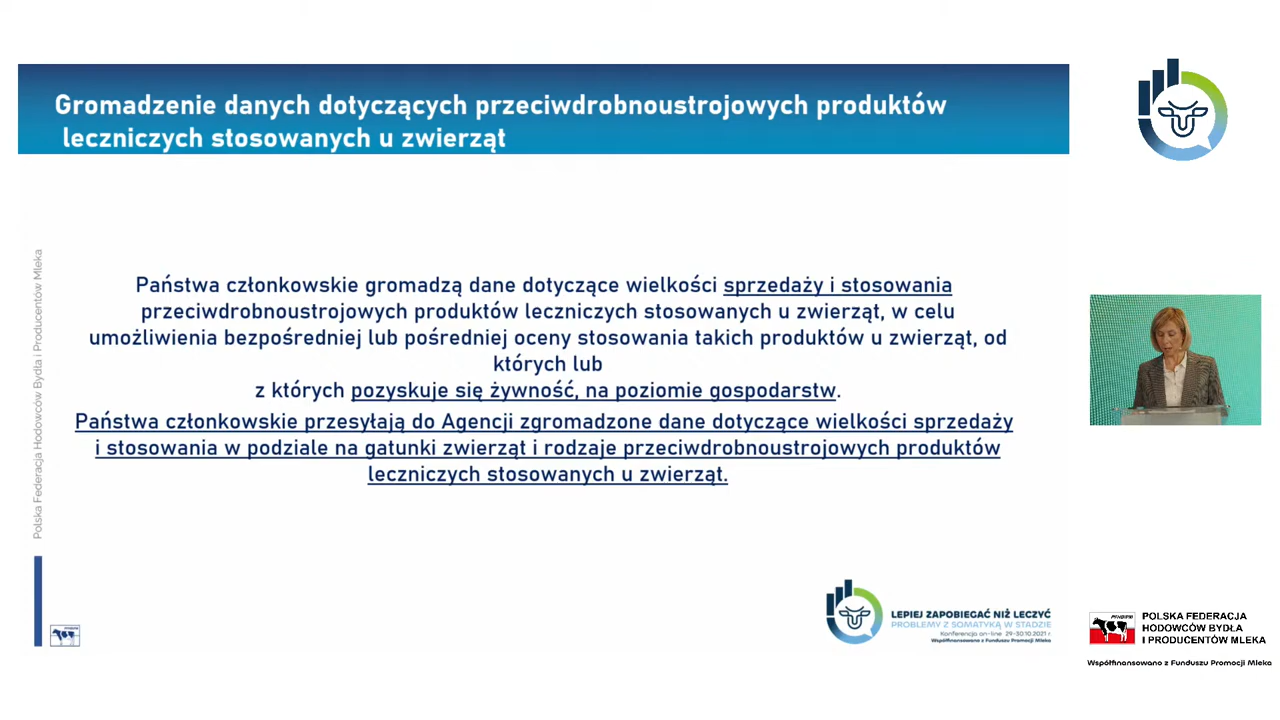 Gromadzenie danych dotyczących przeciwdrobnoustrojowych produktów
leczniczych stosowanych u zwierząt
Państwa członkowskie gromadzą dane dotyczące wielkości sprzedaży i stosowania
przeciwdrobnoustrojowych produktów leczniczych stosowanych u zwierząt, w celu
umożliwienia bezpośredniej lub pośredniej oceny stosowania takich produktów u zwierząt, od
których lub
z których pozyskuje się żywność, na poziomie gospodarstw.
Państwa członkowskie przesyłają do Agencji zgromadzone dane dotyczące wielkości sprzedaży
i stosowania w podziale na gatunki zwierząt i rodzaje przeciwdrobnoustrojowych produktów
leczniczych stosowanych u zwierząt.
Polska Federacja Hodowców Bydła i Producentów Mleka
LEPIEJ ZAPOBIEGAĆ NIŻ LECZYĆ
PROBLEMY Z SOMATYKĄ W STADZIE
Konferencja on-line 29-30.10.2021 r.
Współfinansowano z Funduszu Promocji Mleka
POLSKA FEDERACJA
HODOWCÓW BYDŁA
I PRODUCENTÓW MLEKA
Współfinansowano z Funduszu Promocji Mleka